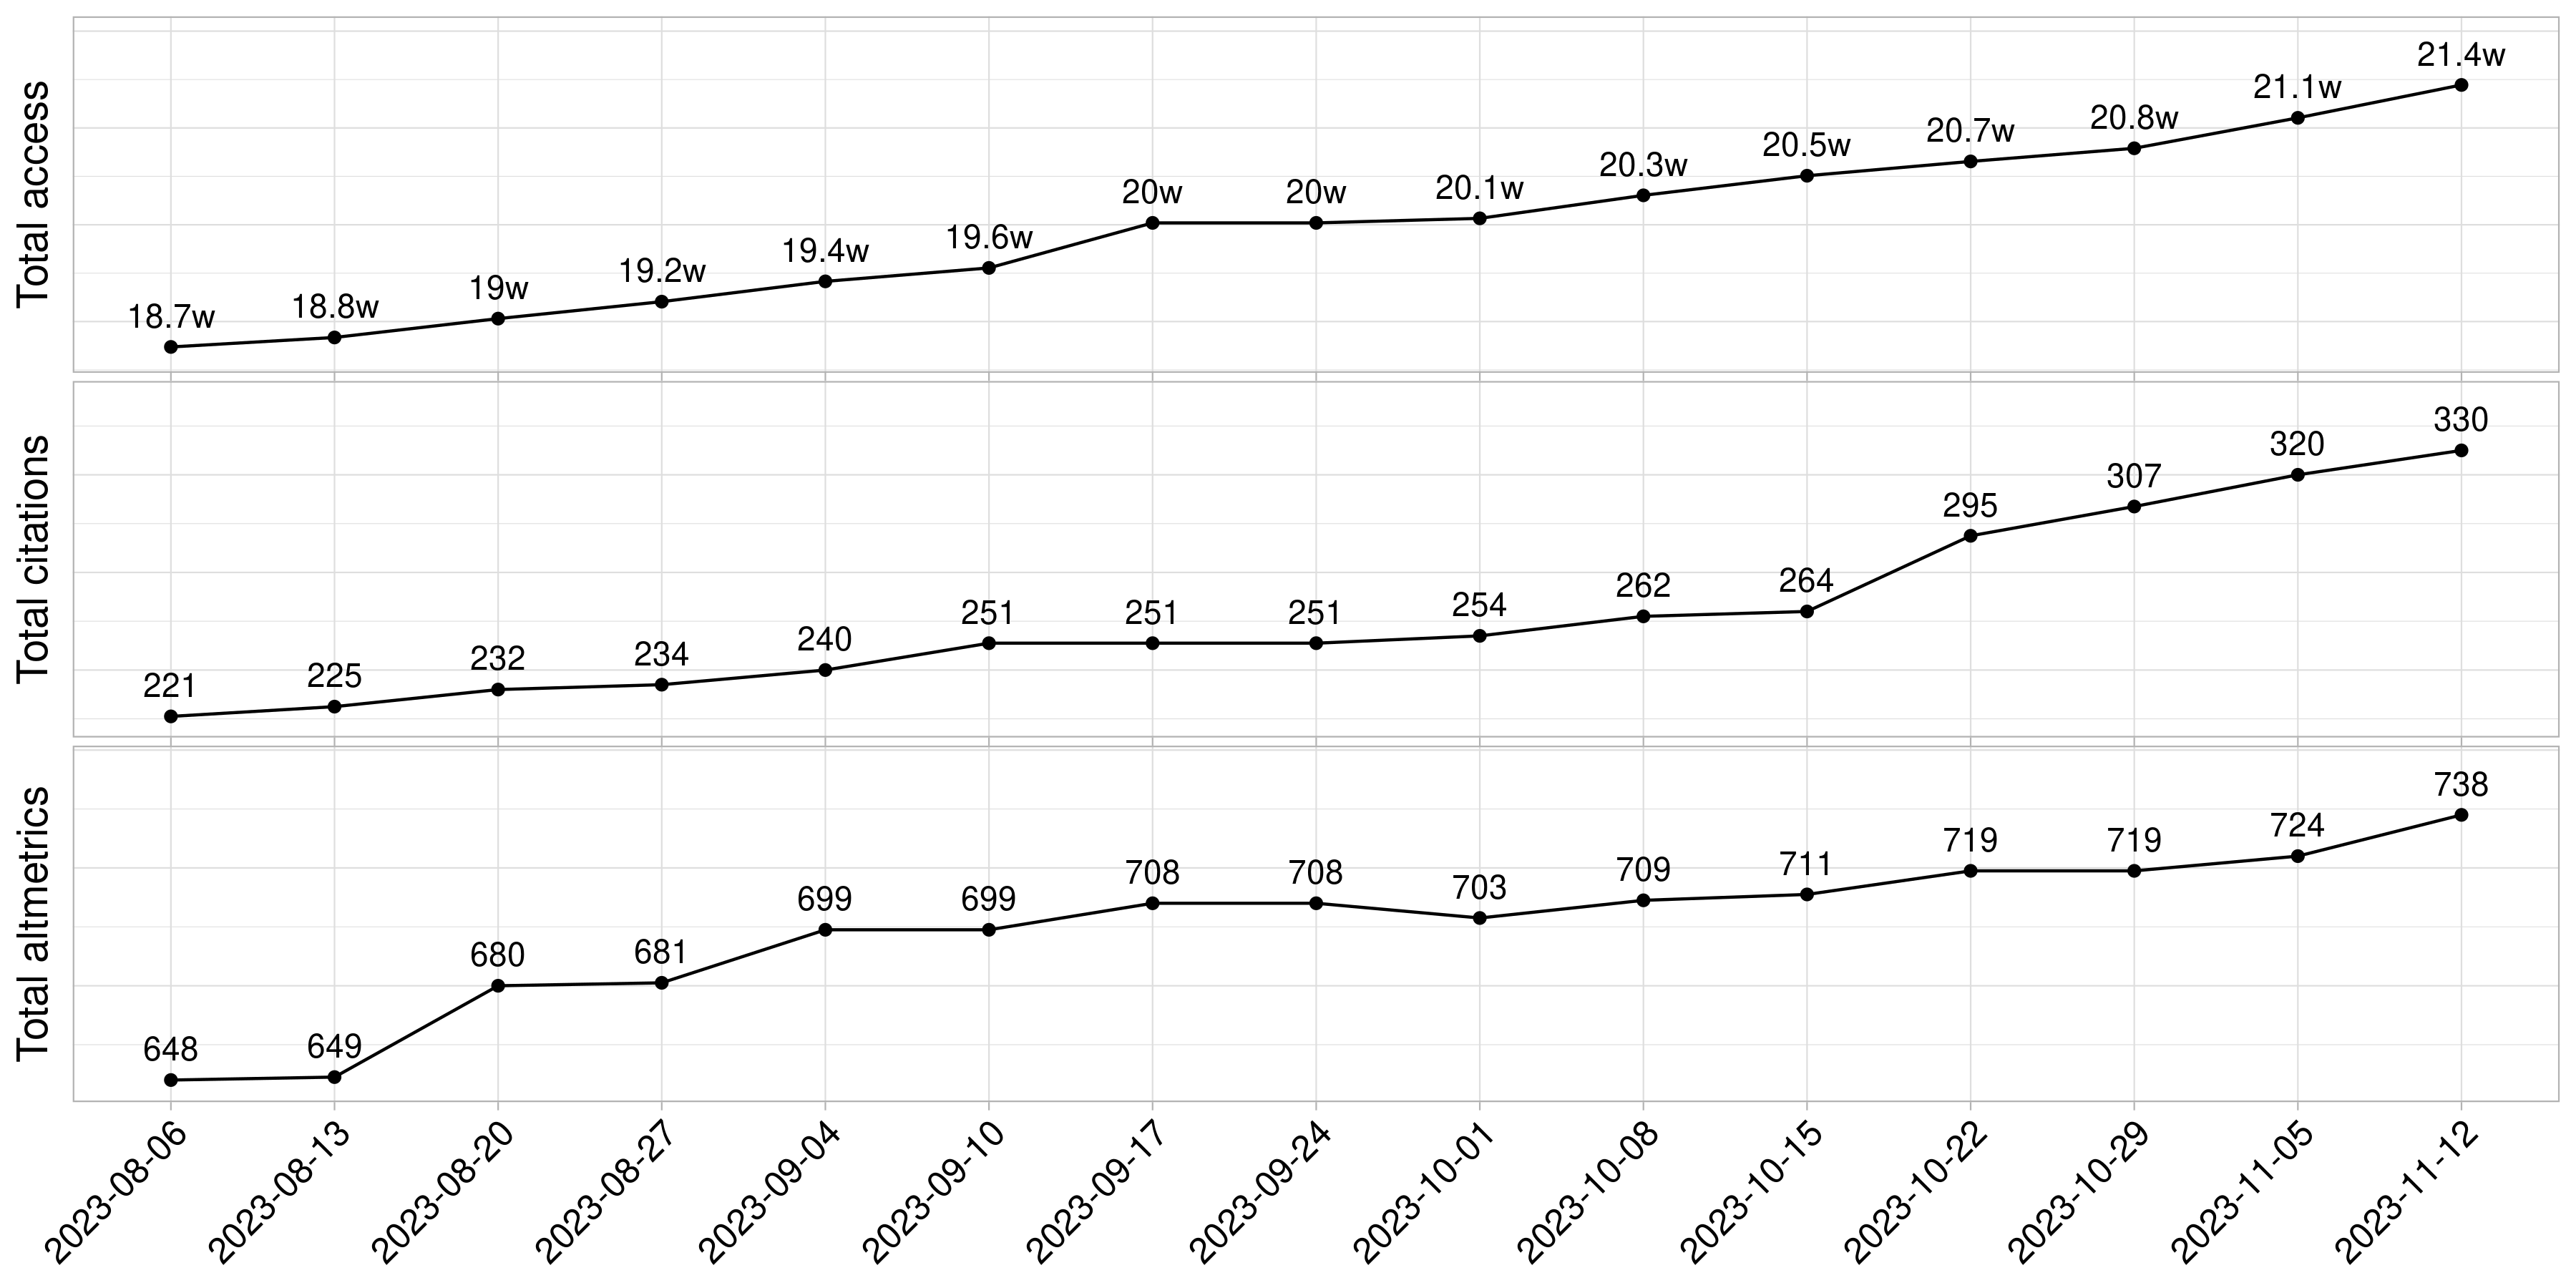 Total access
18.7w
18.8w
19w
19.2w
19.4w
19.6w
20w
20w
20.1w
20.3w
20.5w
20.7w
20.8w
21.1w
21.4w
Total citations
221
225
232
234
240
251
251
251
254
262
264
295
307
320
330
Total altmetrics
648
649
680
681
699
699
708
708
703
709
711
719
719
724
738
2023-08-06
2023-08-13
2023-08-20
2023-08-27
2023-09-04
2023-09-10
2023-09-17
2023-09-24
2023-10-01
2023-10-08
2023-10-15
2023-10-22
2023-10-29
2023-11-05
2023-11-12